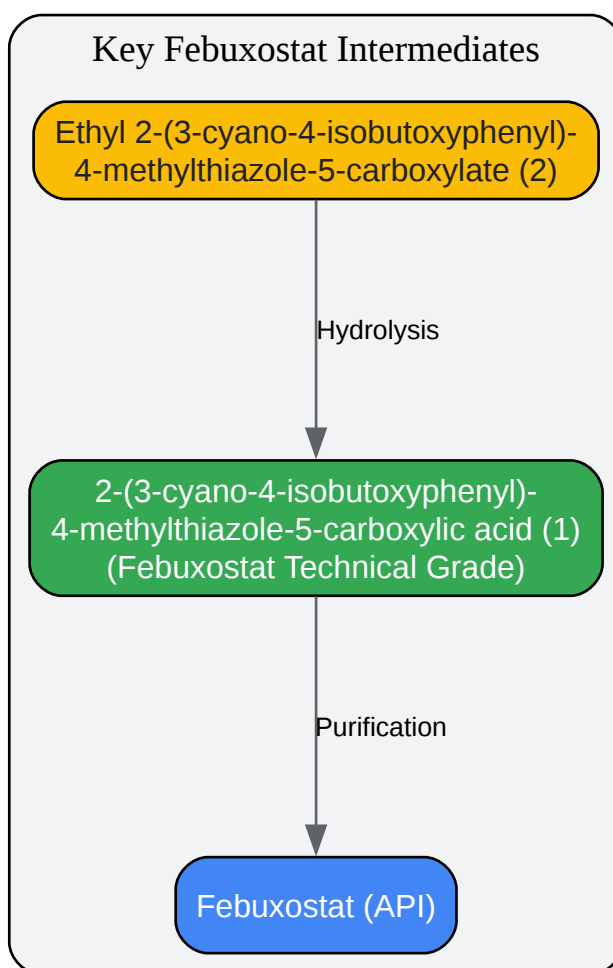 Key Febuxostat Intermediates
Ethyl 2-(3-cyano-4-isobutoxyphenyl)-
4-methylthiazole-5-carboxylate (2)
Hydrolysis
2-(3-cyano-4-isobutoxyphenyl)-
4-methylthiazole-5-carboxylic acid (1)
(Febuxostat Technical Grade)
Purification
Febuxostat (API)